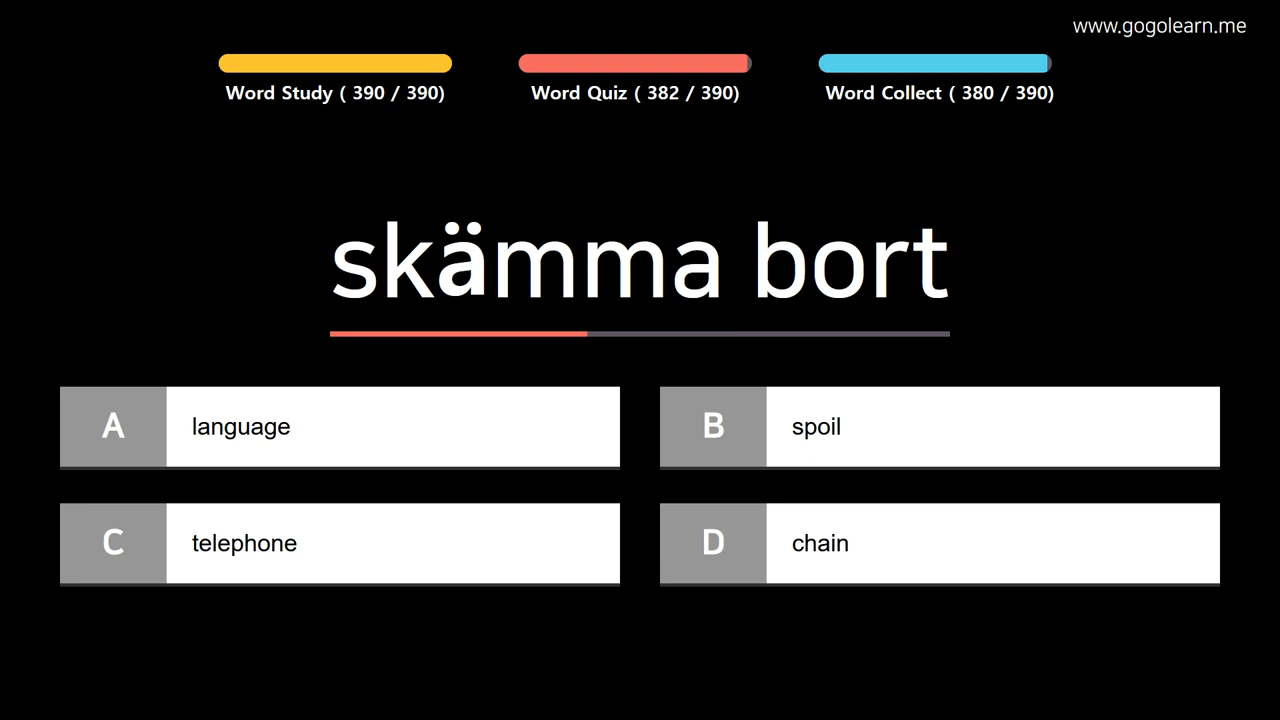 www.gogolearn.me
Word Study ( 390 / 390)
Word Quiz ( 382 / 390)
Word Collect ( 380 / 390)
skämma bort
A
language
B
spoil
C
telephone
D
chain